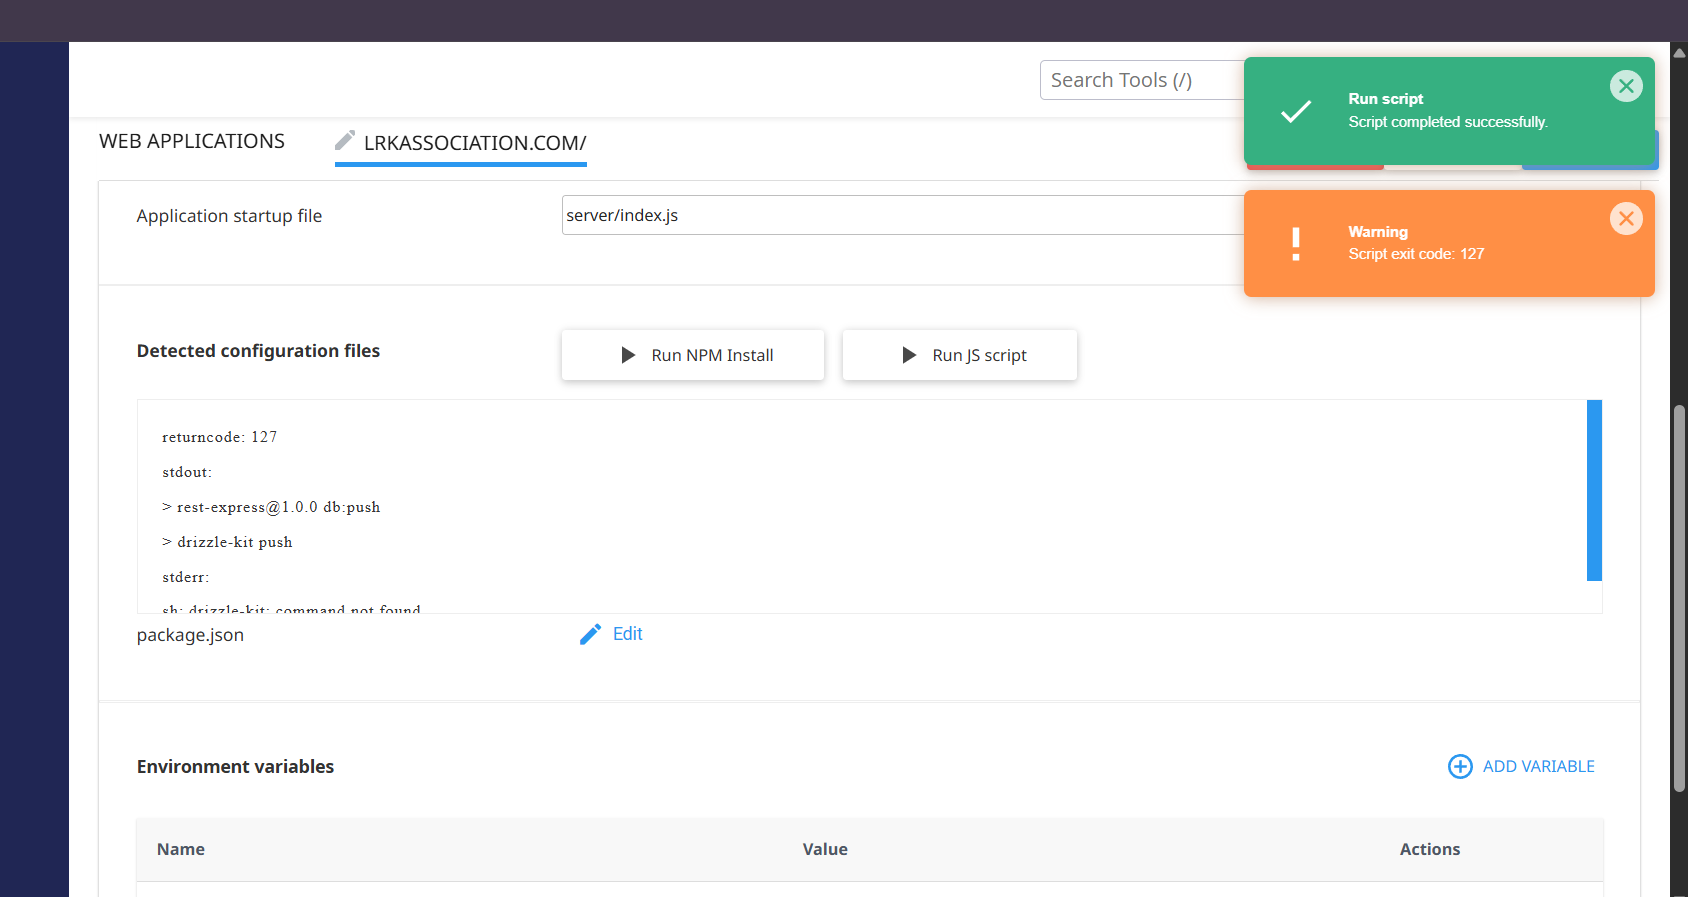 Search Tools (/)
Run script
Script completed successfully.
WEB APPLICATIONS
LRKASSOCIATION.COM/
Application startup file
server/index.js
Warning
Script exit code: 127
Detected configuration files
Run NPM Install
Run JS script
returncode: 127
stdout:
> rest-express@1.0.0 db:push
> drizzle-kit push
stderr:
sh: drizzle-kit: command not found
package.json
Edit
Environment variables
ADD VARIABLE
Name
Value
Actions